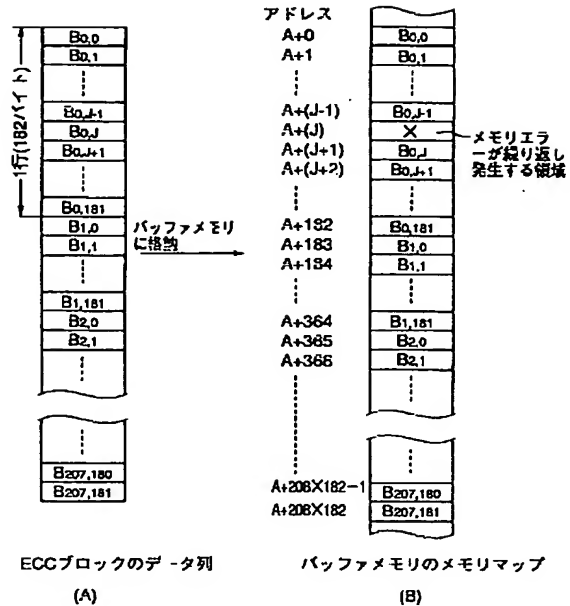 1行(182バイト)
B0,0
B0,1
B0,J-1
B0,J
B0,J+1
B0,181
B1,0
B1,1
B1,181
B2,0
B2,1
B207,180
B207,181
ECCブロックのデ-タ列
(A)
バッファメモリ
に格納
アドレス
A+0
A+1
A+(J-1)
A+(J)
A+(J+1)
A+(J+2)
A+182
A+183
A+184
A+364
A+365
A+366
A+208×182-1
A+208×182
B0,0
B0,1
B0,J-1
×
B0,J
B0,J+1
B0,181
B1,0
B1,1
B1,181
B2,0
B2,1
B207,180
B207,181
メモリエラ
ーが繰り返し
発生する領域
バッファメモリのメモリマップ
(B)